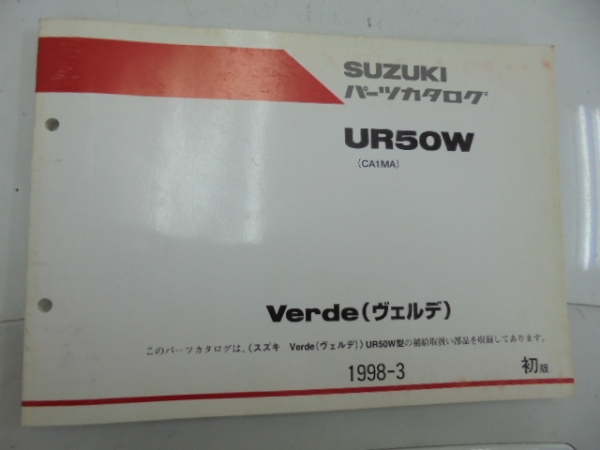 SUZUKI
パーツカタログ
UR50W
(CA1MA)
Verde(ヴェルデ)
このパーツカタログは、《スズキ Verde(ヴェルデ)》UR50W型の補給取扱い部品を収録してあります。
1998-3
初版